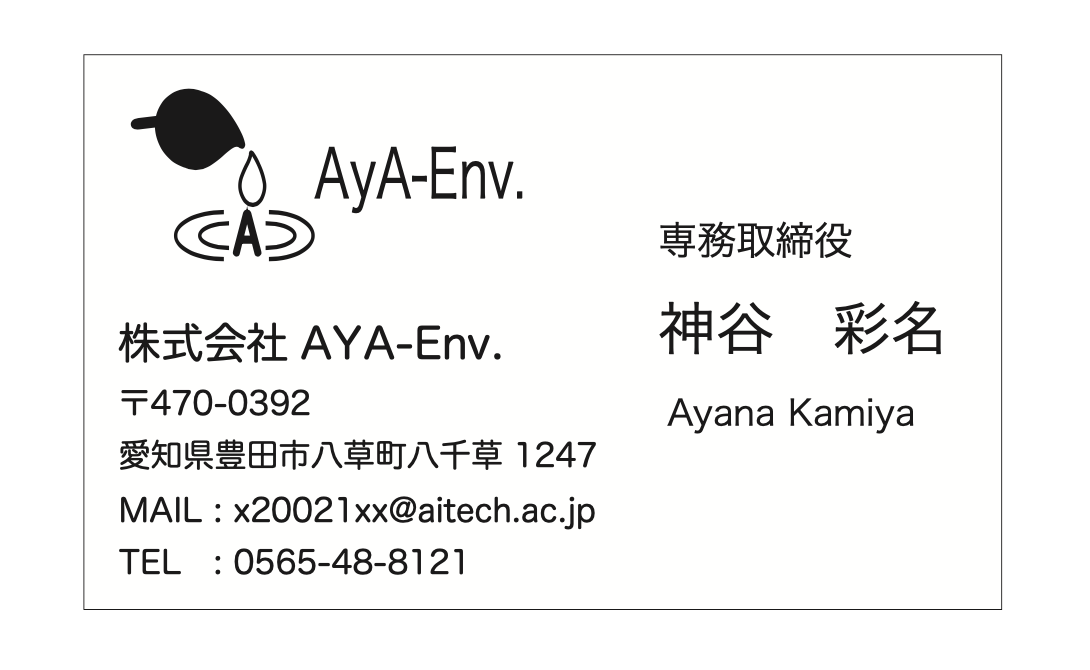 A
AyA-Env.
専務取締役
神谷　彩名
Ayana Kamiya
株式会社 AYA-Env.
〒470-0392
愛知県豊田市八草町八千草 1247
MAIL : x20021xx@aitech.ac.jp
TEL : 0565-48-8121